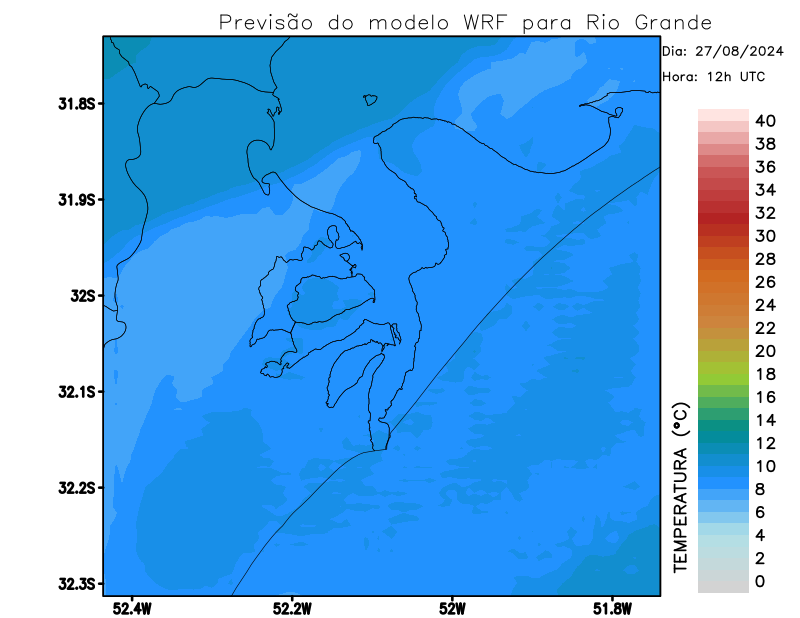 Previsão do modelo WRF para Rio Grande
Dia: 27/08/2024
Hora: 12h UTC
31.8S
31.9S
32S
32.1S
32.2S
32.3S
52.4W
52.2W
52W
51.8W
TEMPERATURA (°C)
40
38
36
34
32
30
28
26
24
22
20
18
16
14
12
10
8
6
4
2
0